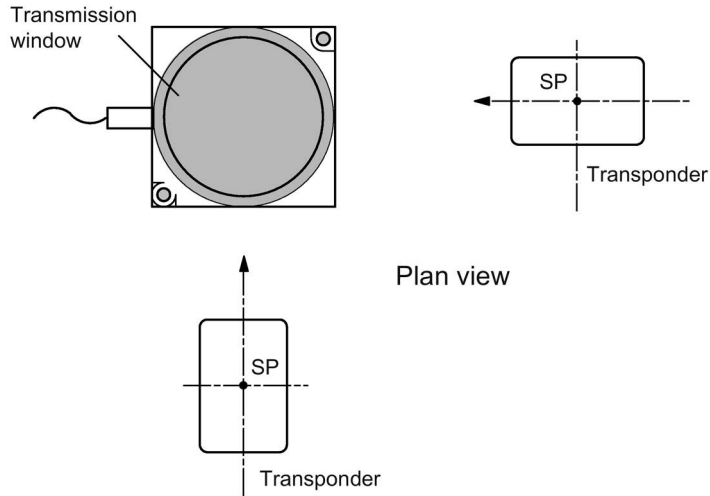 Transmission
window
SP
Transponder
Plan view
SP
Transponder